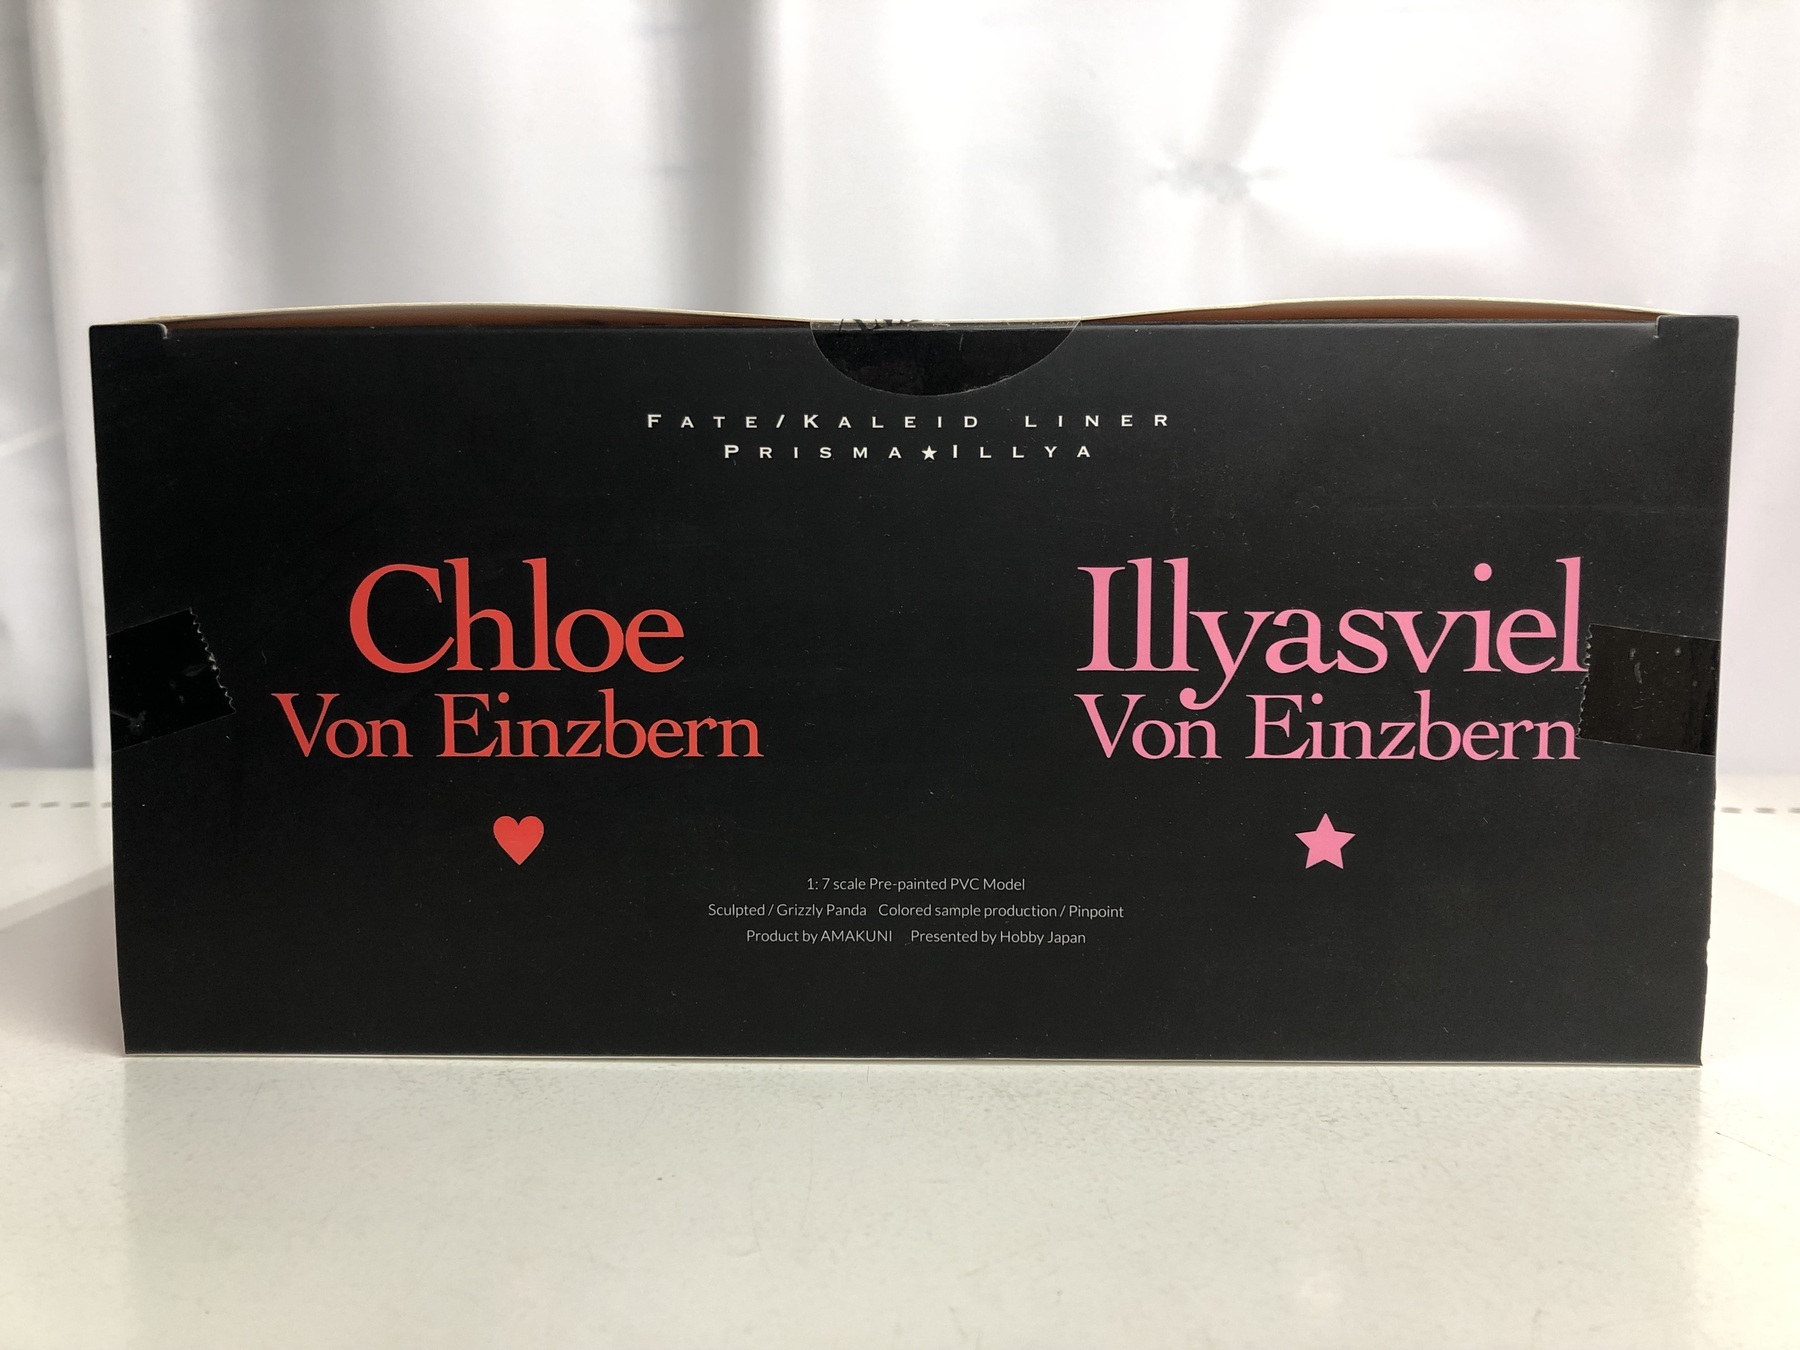 FATE/KALEID LINER
PRISMA★ILLYA
Chloe
Von Einzbern
Illyasviel
Von Einzbern
1:7 scale Pre-painted PVC Model
Sculpted / Grizzly Panda Colored sample production / Pinpoint
Product by AMAKUNI Presented by Hobby Japan